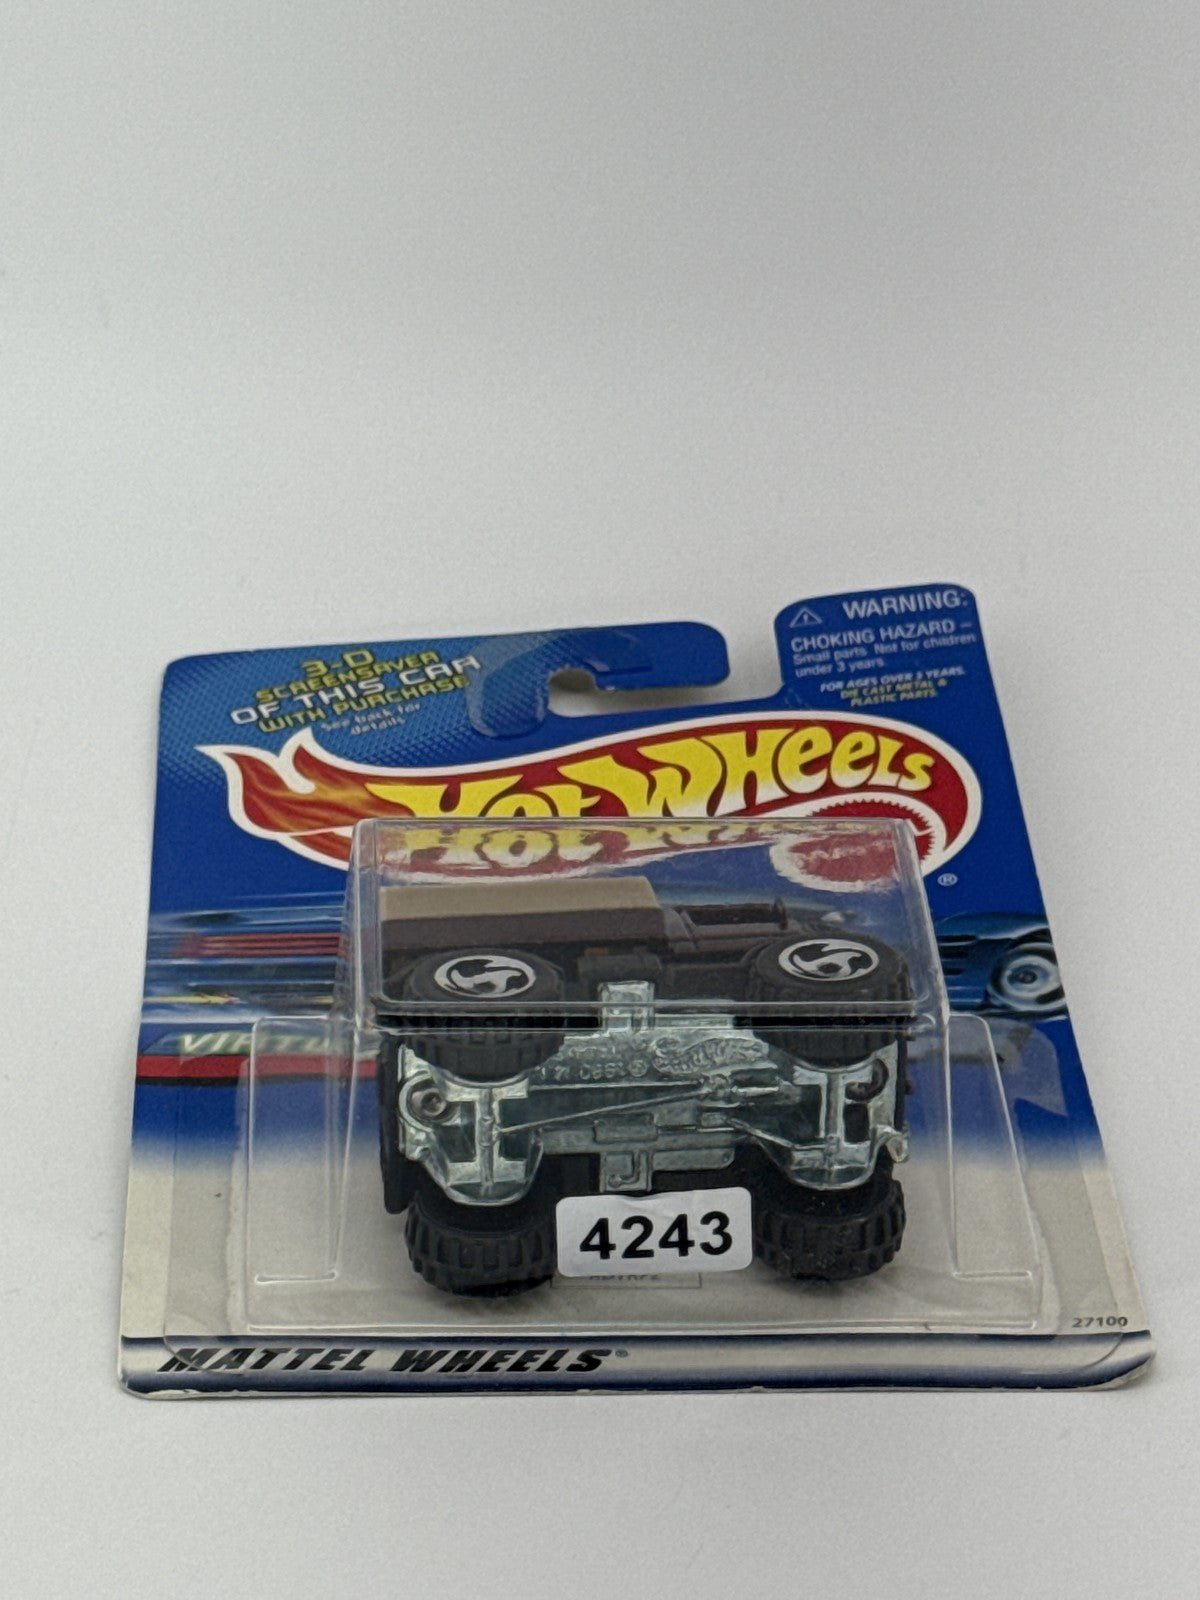 3-D
SCREENSAVER
OF THIS CAR
WITH PURCHASE
See back for
details
WARNING:
CHOKING HAZARD –
Small parts. Not for children
under 3 years.
FOR AGES OVER 3 YEARS.
DIE CAST METAL &
PLASTIC PARTS.
HOT WHEELS
®
4243
27100
MATTEL WHEELS®